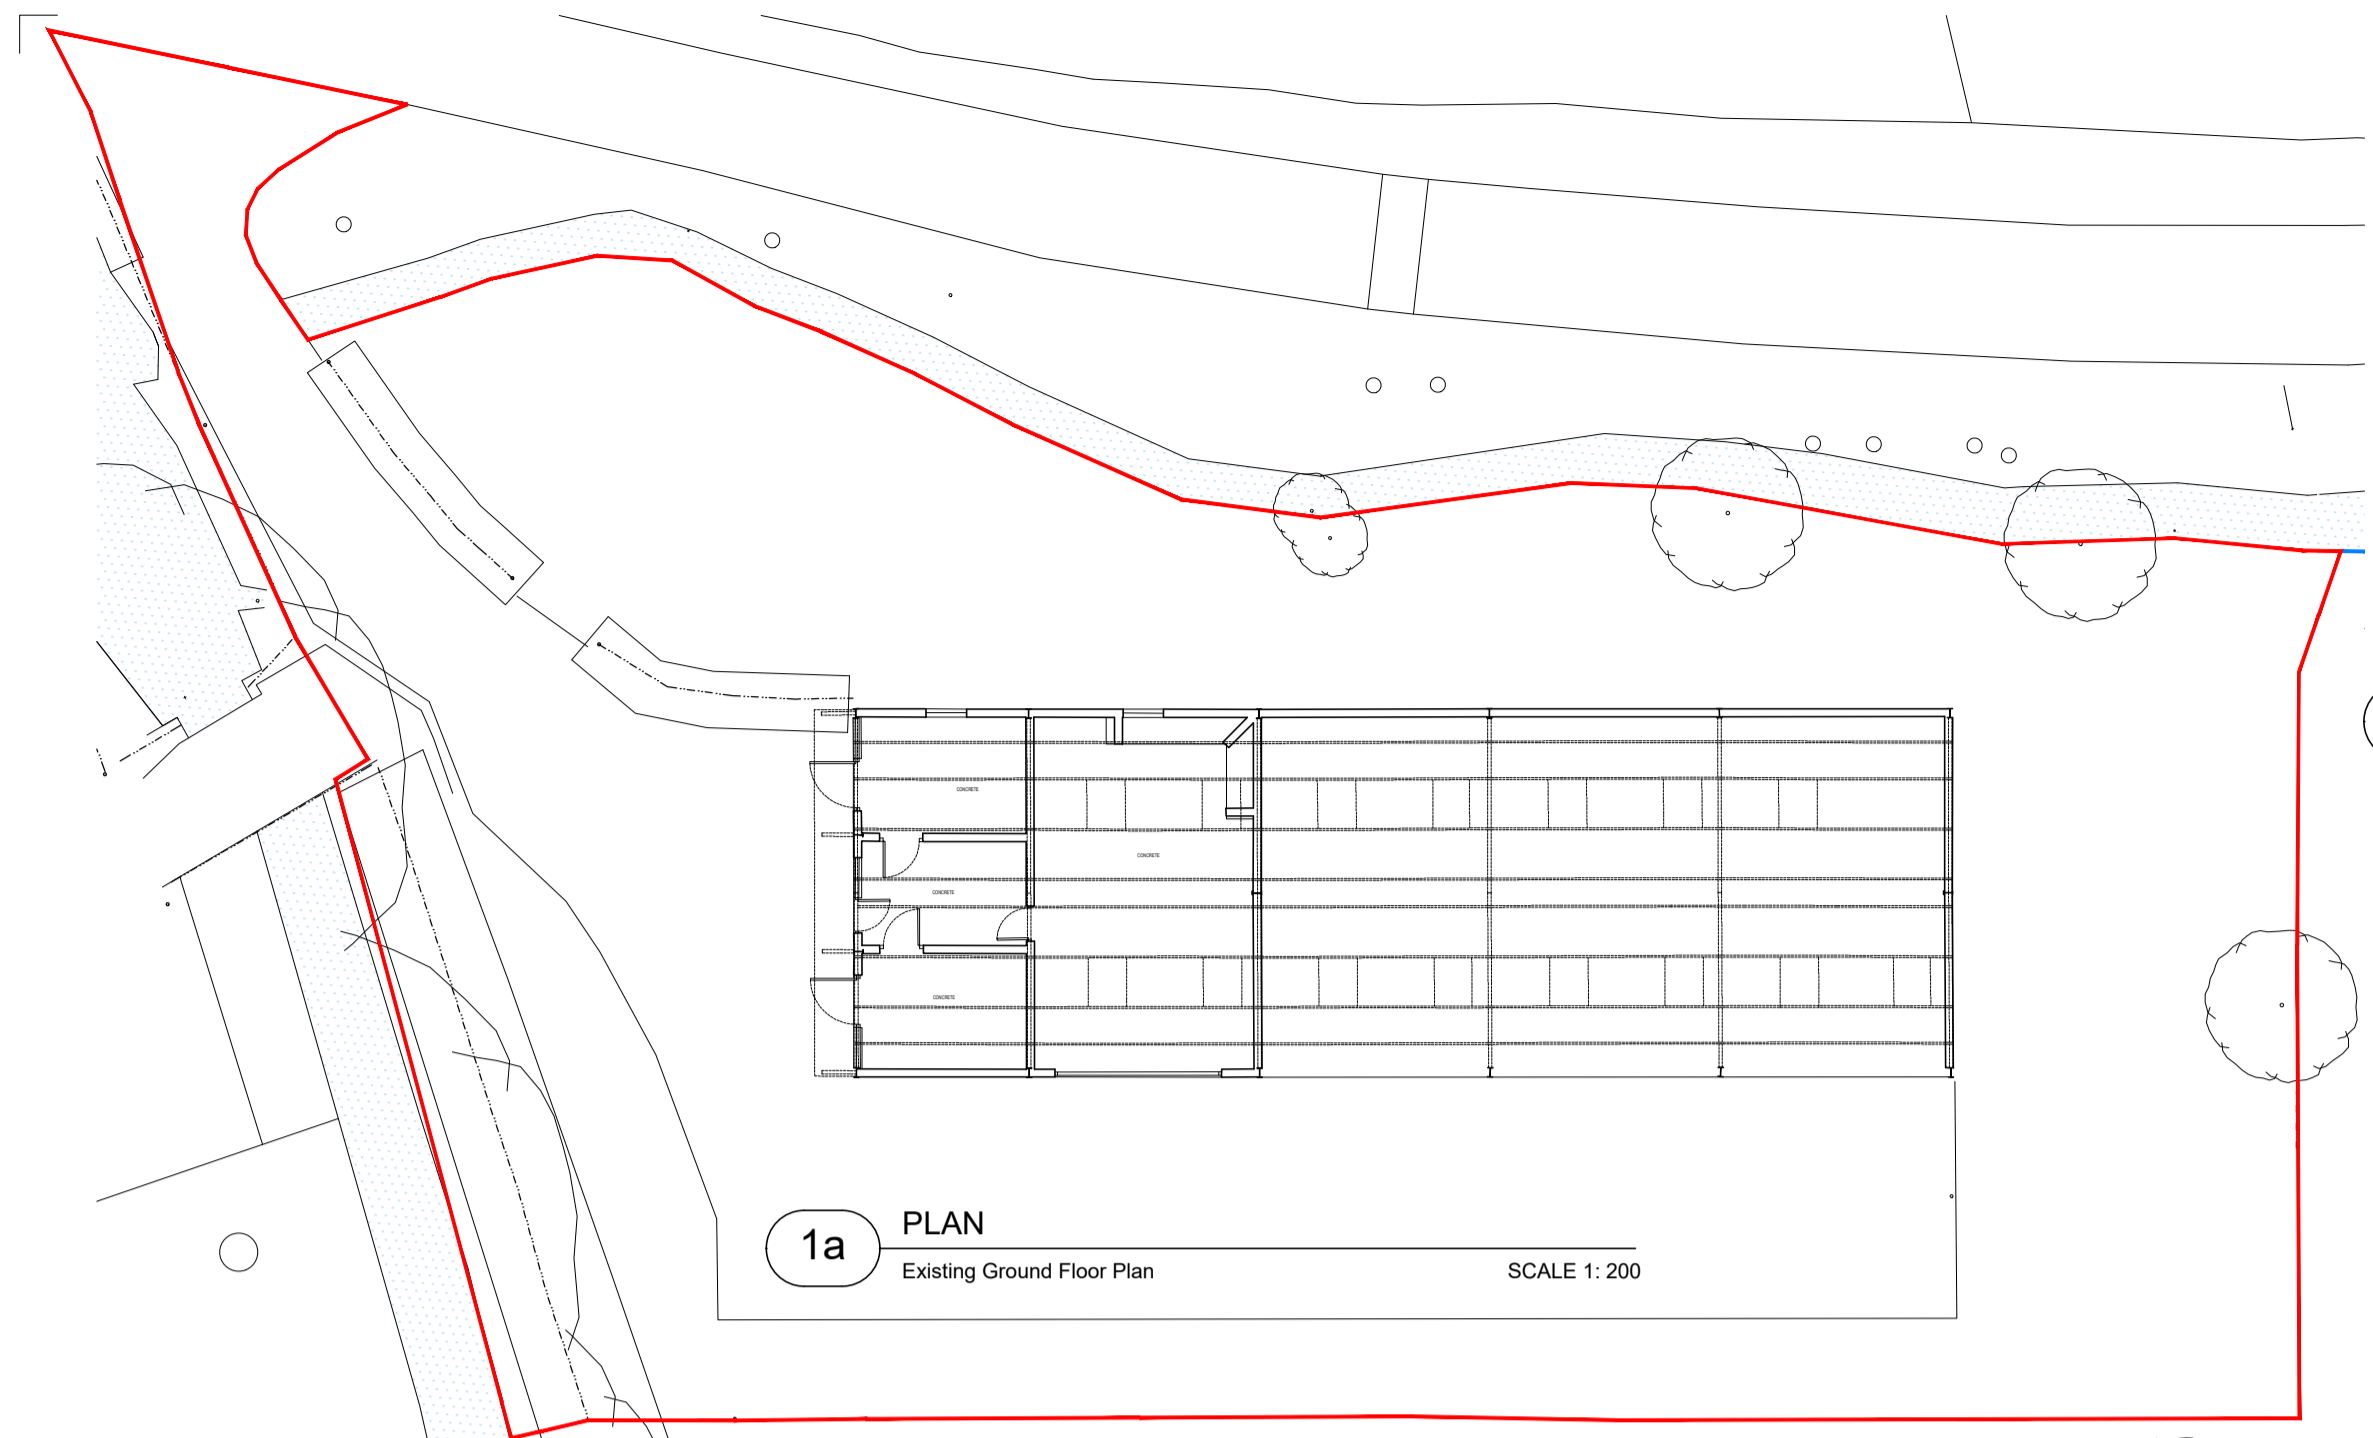 CONCRETE
CONCRETE
CONCRETE
CONCRETE
1a
PLAN
Existing Ground Floor Plan
SCALE 1: 200